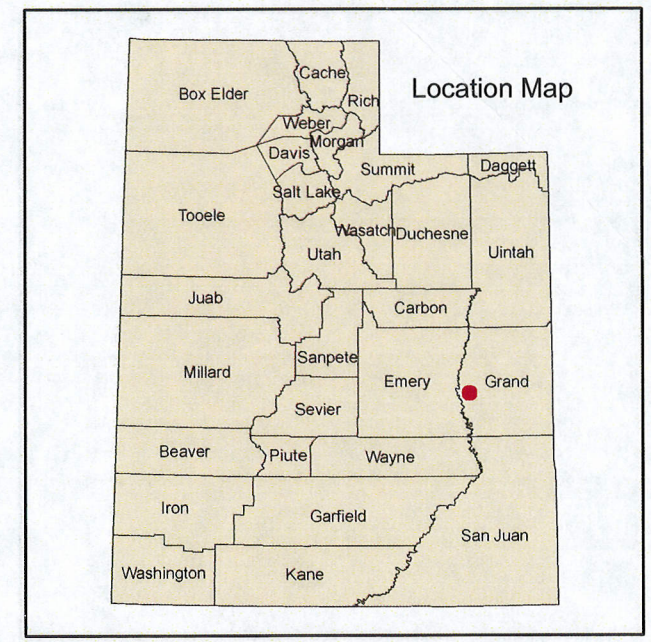 Location Map
Cache
Box Elder
Rich
Weber
Morgan
Davis
Summit
Daggett
Salt Lake
Tooele
Wasatch
Duchesne
Utah
Uintah
Juab
Carbon
Sanpete
Millard
Emery
Grand
Sevier
Beaver
Piute
Wayne
Iron
Garfield
San Juan
Washington
Kane